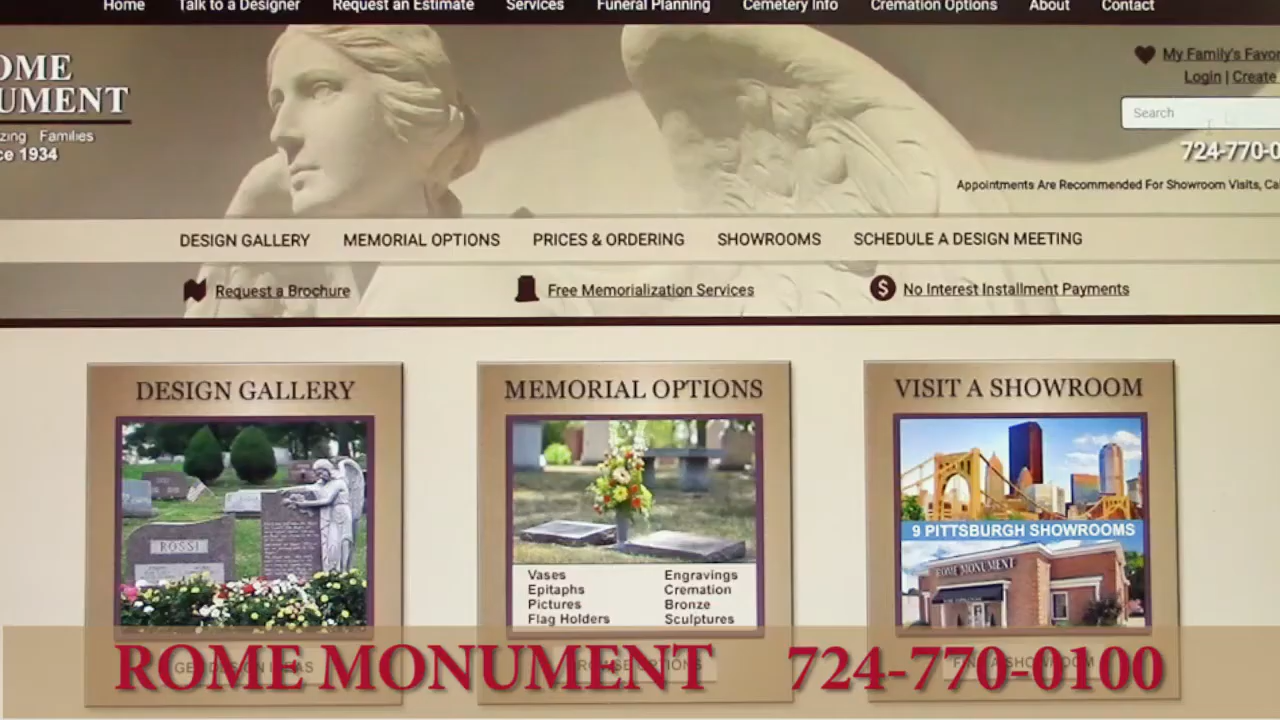 Home Talk to a Designer Request an Estimate Services Funeral Planning Cemetery Info Cremation Options About Contact
OME
UMENT
zing Families
ce 1934
My Family's Favor
Login | Create
Search
724-770-0
Appointments Are Recommended For Showroom Visits, Ca
DESIGN GALLERY MEMORIAL OPTIONS PRICES & ORDERING SHOWROOMS SCHEDULE A DESIGN MEETING
Request a Brochure Free Memorialization Services No Interest Installment Payments
DESIGN GALLERY
ROSSI
MEMORIAL OPTIONS
Vases Engravings
Epitaphs Cremation
Pictures Bronze
Flag Holders Sculptures
VISIT A SHOWROOM
9 PITTSBURGH SHOWROOMS
ROME MONUMENT
ROME MONUMENT 724-770-0100